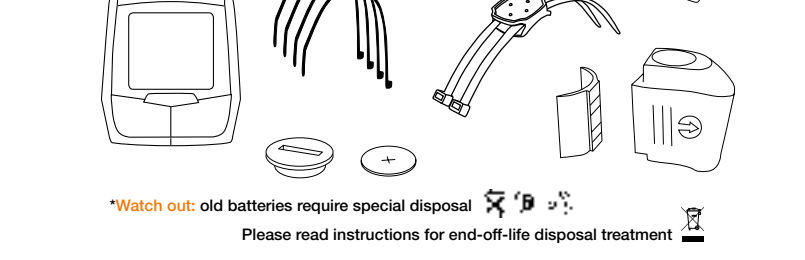 *Watch out: old batteries require special disposal
Please read instructions for end-off-life disposal treatment